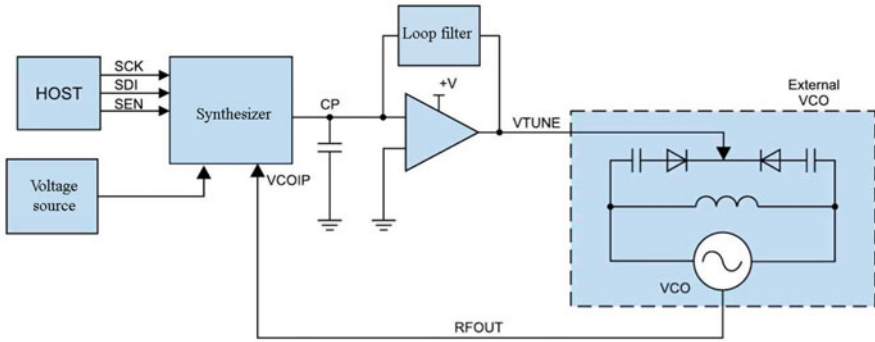 Loop filter
SCK
SDI
SEN
HOST
Synthesizer
CP
+V
VTUNE
External
VCO
Voltage
source
VCOIP
VCO
RFOUT